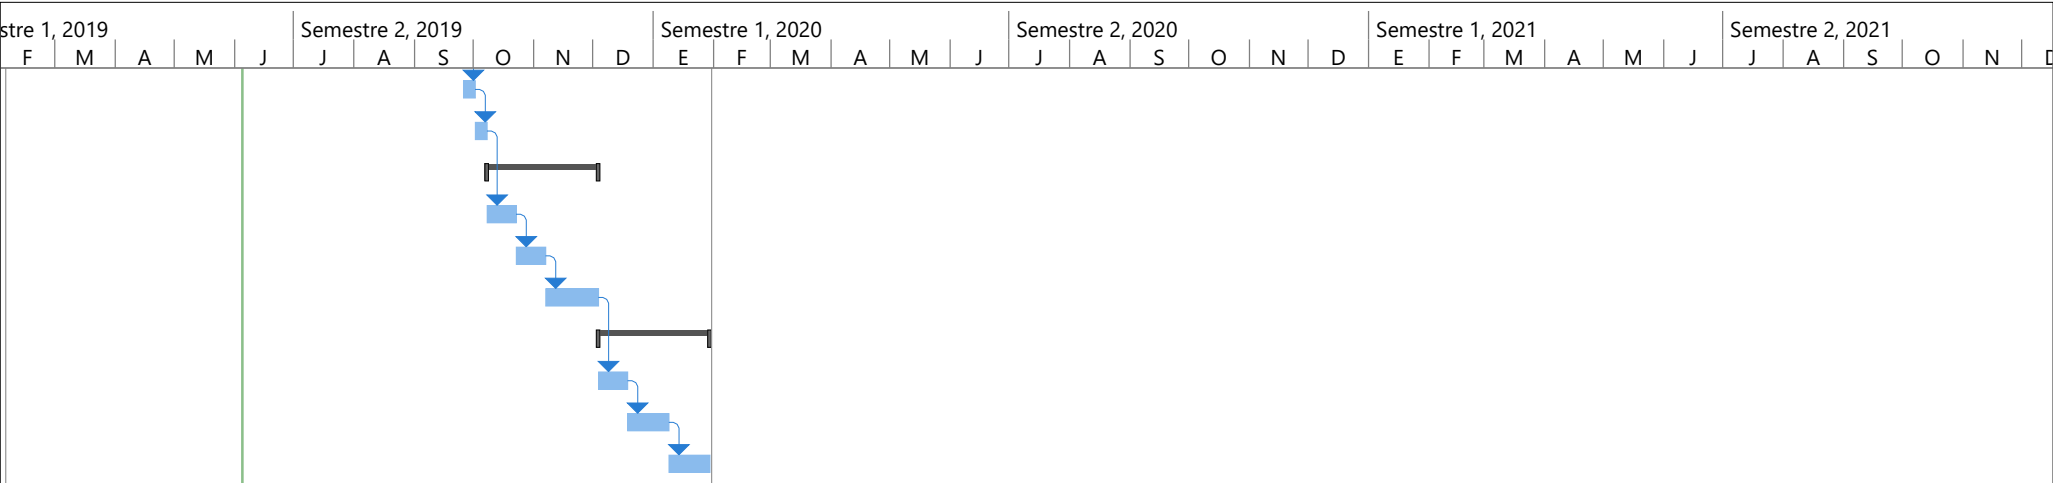 stre 1, 2019 Semestre 2, 2019 Semestre 1, 2020 Semestre 2, 2020 Semestre 1, 2021 Semestre 2, 2021
F M A M J J A S O N D E F M A M J J A S O N D E F M A M J J A S O N D